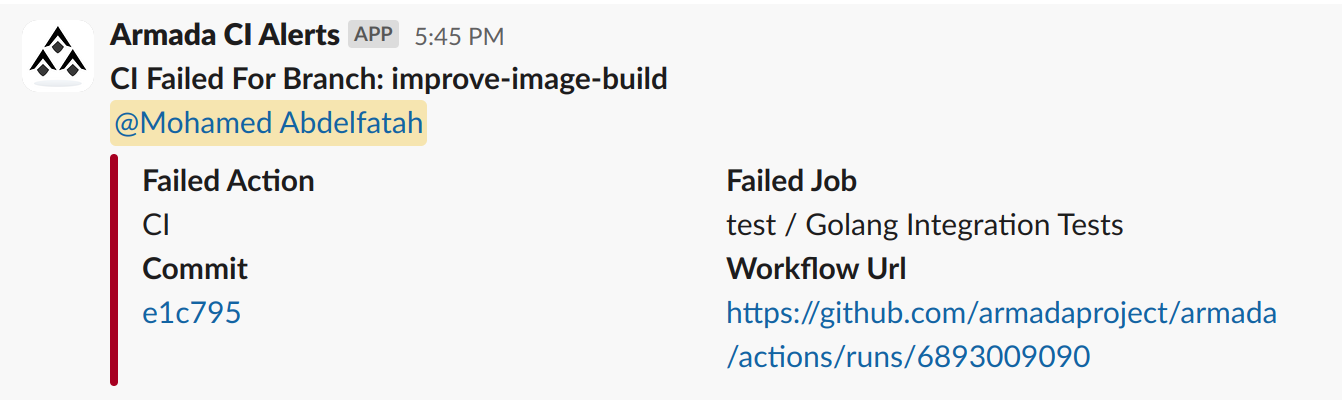 Armada CI Alerts APP 5:45 PM
CI Failed For Branch: improve-image-build
@Mohamed Abdelfatah
Failed Action
CI
Commit
e1c795
Failed Job
test / Golang Integration Tests
Workflow Url
https://github.com/armadaproject/armada
/actions/runs/6893009090